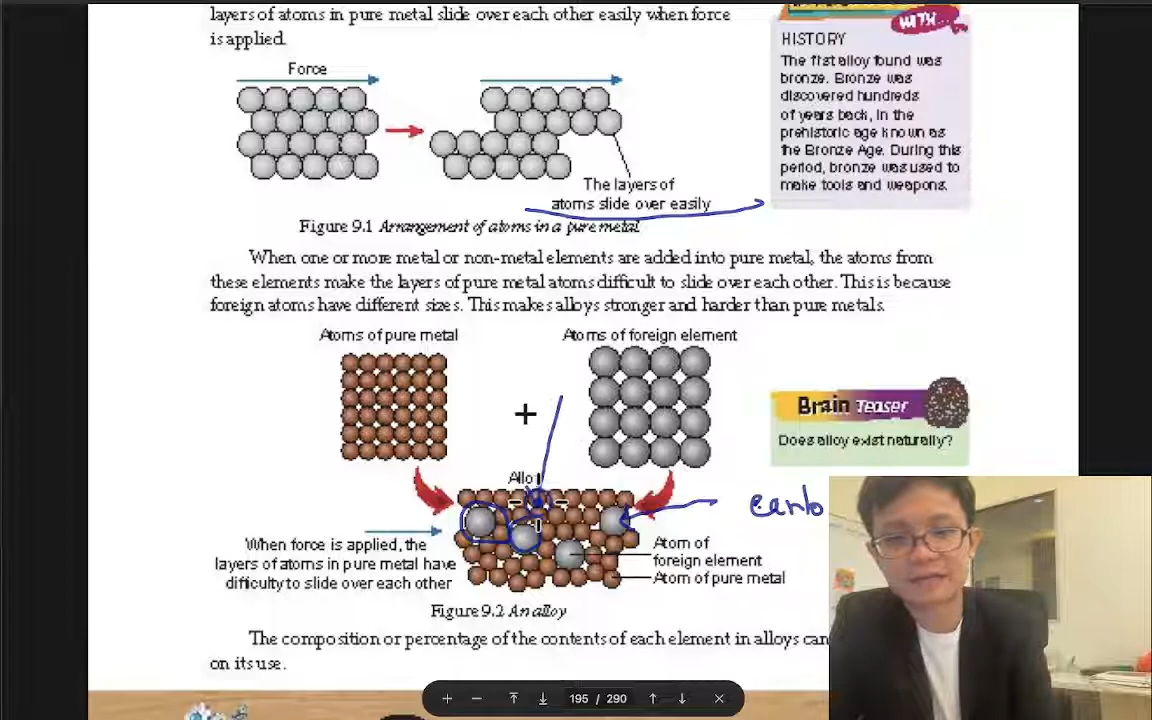 layers of atoms in pure metal slide over each other easily when force
is applied.
Force
The layers of
atoms slide over easily
Figure 9.1 Arrangement of atoms in a pure metal
WITH
HISTORY
The first alloy found was
bronze. Bronze was
discovered hundreds
of years back, in the
prehistoric age known as
the Bronze Age. During this
period, bronze was used to
make tools and weapons.
When one or more metal or non-metal elements are added into pure metal, the atoms from
these elements make the layers of pure metal atoms difficult to slide over each other. This is because
foreign atoms have different sizes. This makes alloys stronger and harder than pure metals.
Atoms of pure metal
Atoms of foreign element
+
Brain Teaser
Does alloy exist naturally?
Alloy
carbo
When force is applied, the
layers of atoms in pure metal have
difficulty to slide over each other
Atom of
foreign element
Atom of pure metal
Figure 9.2 An alloy
The composition or percentage of the contents of each element in alloys can
on its use.
195 / 290